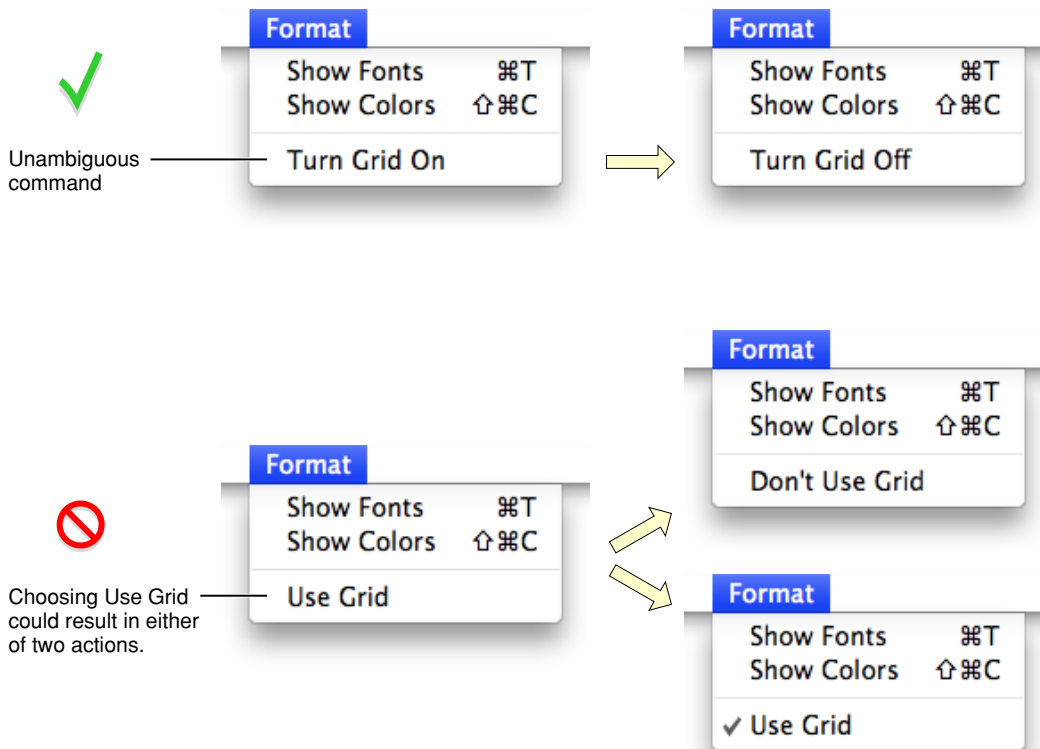 Format
Show Fonts ⌘T
Show Colors ⇧⌘C
Turn Grid On
Unambiguous
command
Format
Show Fonts ⌘T
Show Colors ⇧⌘C
Turn Grid Off
Format
Show Fonts ⌘T
Show Colors ⇧⌘C
Use Grid
Choosing Use Grid
could result in either
of two actions.
Format
Show Fonts ⌘T
Show Colors ⇧⌘C
Don't Use Grid
Format
Show Fonts ⌘T
Show Colors ⇧⌘C
✓ Use Grid